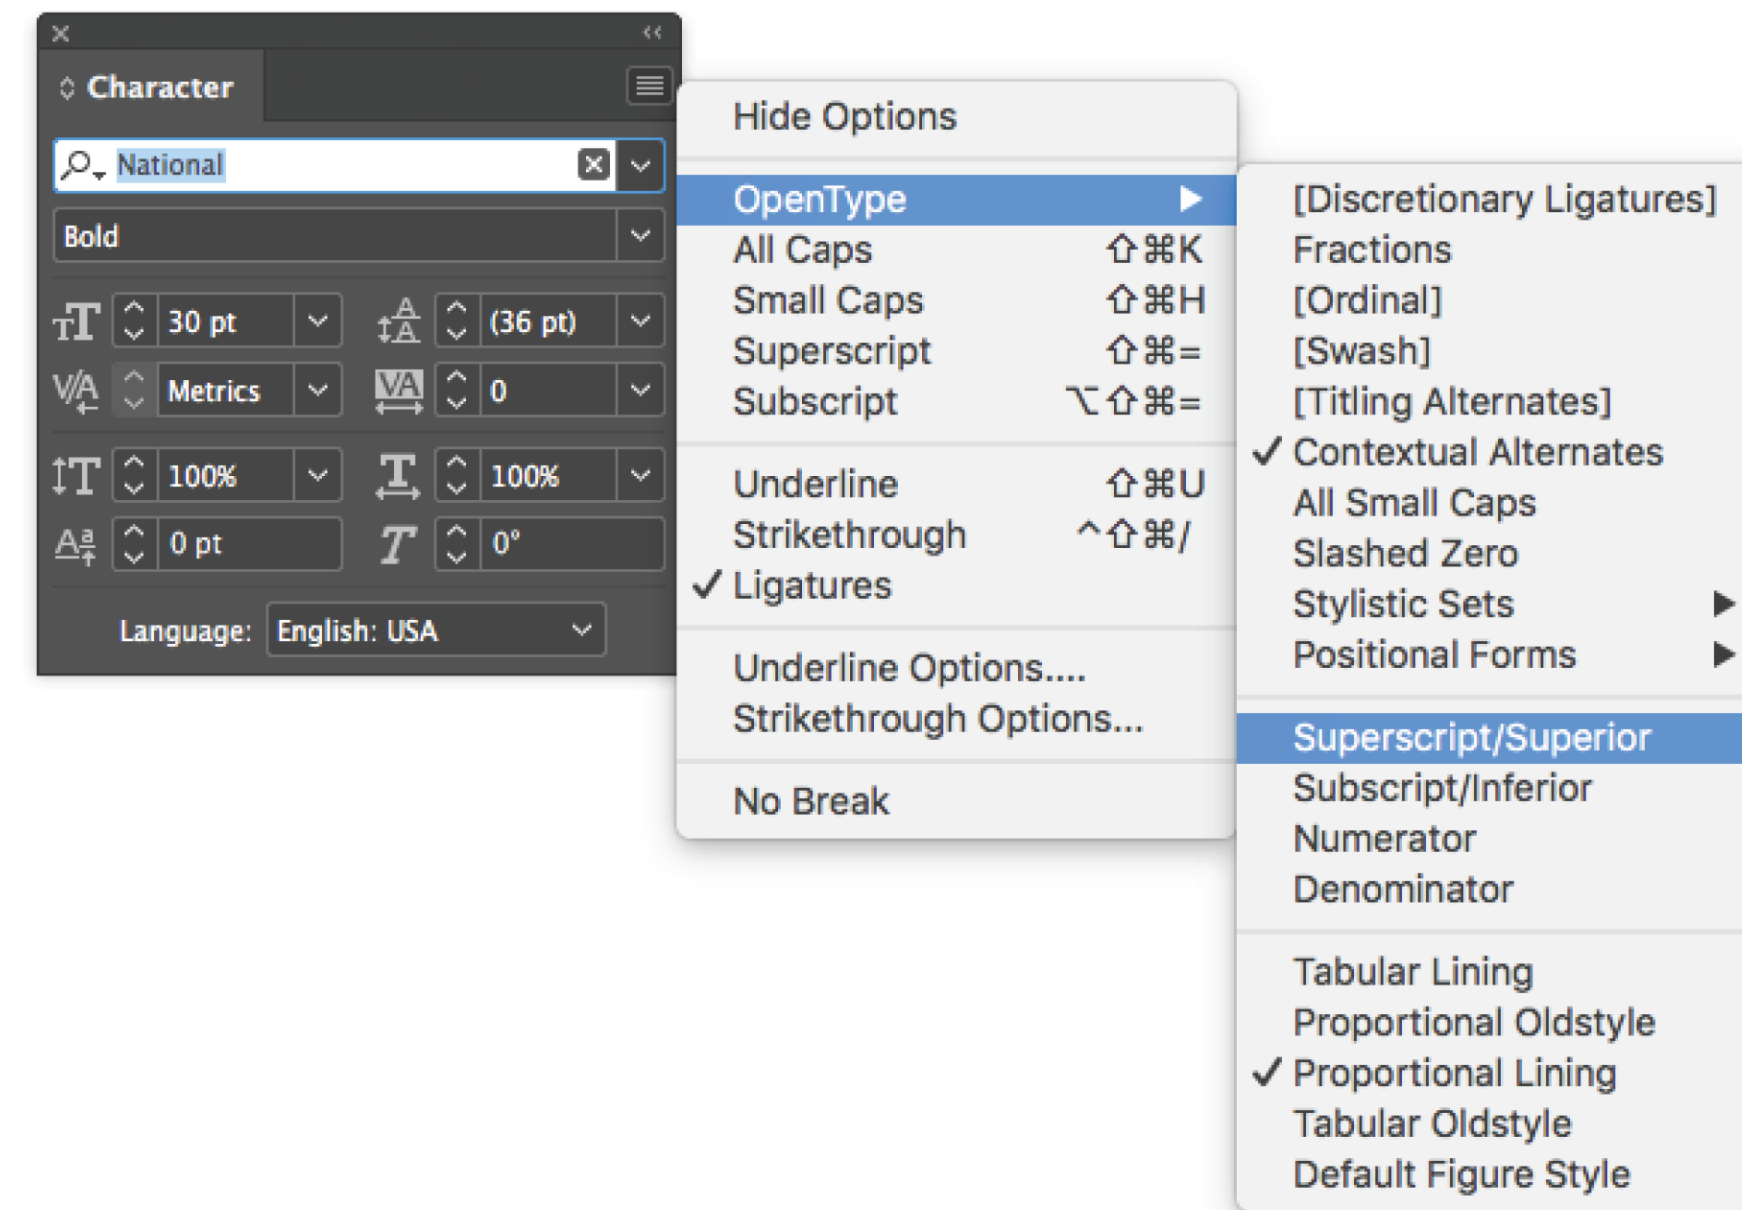 Character
National
Bold
30 pt
(36 pt)
Metrics
0
100%
100%
0 pt
0°
Language: English: USA
Hide Options
OpenType
All Caps ⇧⌘K
Small Caps ⇧⌘H
Superscript ⇧⌘=
Subscript ⌥⇧⌘=
Underline ⇧⌘U
Strikethrough ^⇧⌘/
✓ Ligatures
Underline Options....
Strikethrough Options...
No Break
[Discretionary Ligatures]
Fractions
[Ordinal]
[Swash]
[Titling Alternates]
✓ Contextual Alternates
All Small Caps
Slashed Zero
Stylistic Sets
Positional Forms
Superscript/Superior
Subscript/Inferior
Numerator
Denominator
Tabular Lining
Proportional Oldstyle
✓ Proportional Lining
Tabular Oldstyle
Default Figure Style